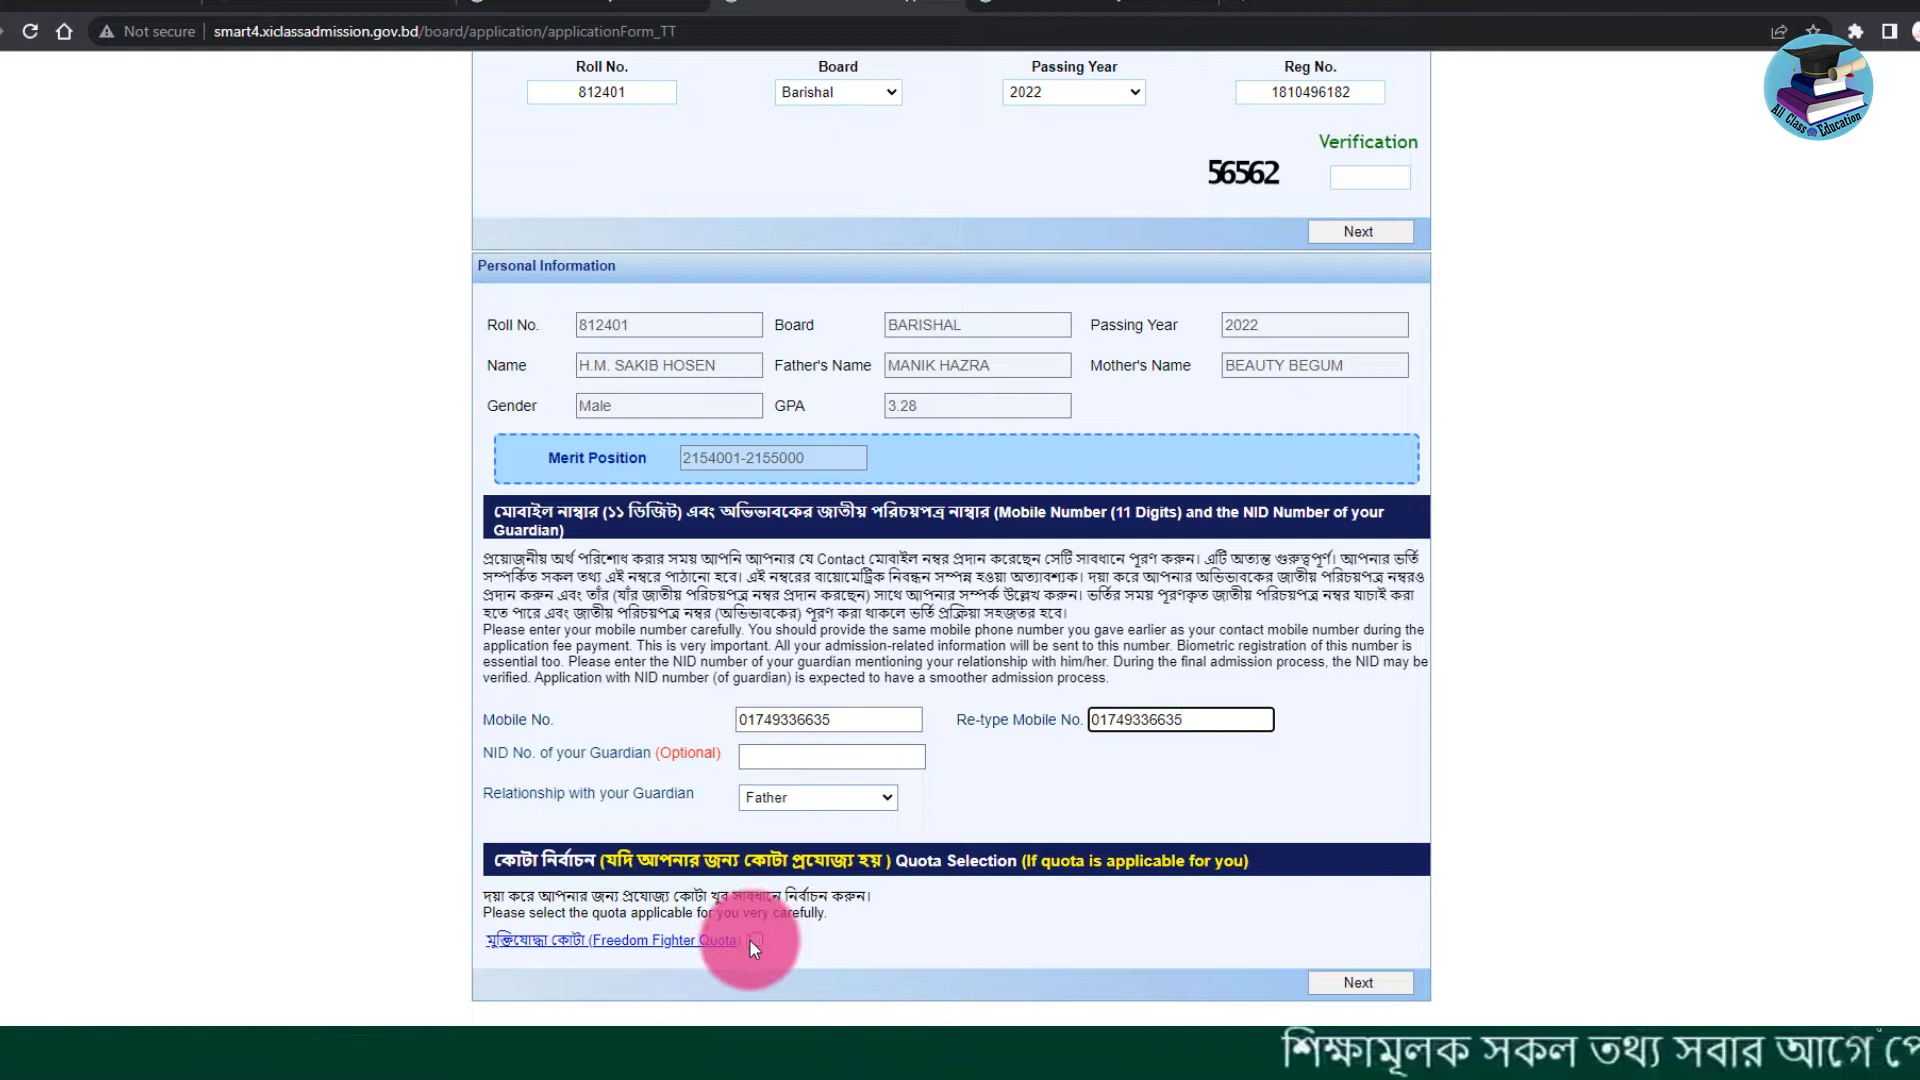 Not secure smart4.xiclassadmission.gov.bd/board/application/applicationForm_TT
All Class Education
Roll No. Board Passing Year Reg No.
812401 Barishal 2022 1810496182
Verification
56562
Next
Personal Information
Roll No. 812401 Board BARISHAL Passing Year 2022
Name H.M. SAKIB HOSEN Father's Name MANIK HAZRA Mother's Name BEAUTY BEGUM
Gender Male GPA 3.28
Merit Position 2154001-2155000
মোবাইল নাম্বার (১১ ডিজিট) এবং অভিভাবকের জাতীয় পরিচয়পত্র নাম্বার (Mobile Number (11 Digits) and the NID Number of your
Guardian)
প্রয়োজনীয় অর্থ পরিশোধ করার সময় আপনি আপনার যে Contact মোবাইল নম্বর প্রদান করেছেন সেটি সাবধানে পূরণ করুন। এটি অত্যন্ত গুরুত্বপূর্ণ। আপনার ভর্তি
সম্পর্কিত সকল তথ্য এই নম্বরে পাঠানো হবে। এই নম্বরের বায়োমেট্রিক নিবন্ধন সম্পন্ন হওয়া অত্যাবশ্যক। দয়া করে আপনার অভিভাবকের জাতীয় পরিচয়পত্র নম্বরও
প্রদান করুন এবং তাঁর (যাঁর জাতীয় পরিচয়পত্র নম্বর প্রদান করছেন) সাথে আপনার সম্পর্ক উল্লেখ করুন। ভর্তির সময় পূরণকৃত জাতীয় পরিচয়পত্র নম্বর যাচাই করা
হতে পারে এবং জাতীয় পরিচয়পত্র নম্বর (অভিভাবকের) পূরণ করা থাকলে ভর্তি প্রক্রিয়া সহজতর হবে।
Please enter your mobile number carefully. You should provide the same mobile phone number you gave earlier as your contact mobile number during the
application fee payment. This is very important. All your admission-related information will be sent to this number. Biometric registration of this number is
essential too. Please enter the NID number of your guardian mentioning your relationship with him/her. During the final admission process, the NID may be
verified. Application with NID number (of guardian) is expected to have a smoother admission process.
Mobile No. 01749336635 Re-type Mobile No. 01749336635
NID No. of your Guardian (Optional)
Relationship with your Guardian Father
কোটা নির্বাচন (যদি আপনার জন্য কোটা প্রযোজ্য হয় ) Quota Selection (If quota is applicable for you)
দয়া করে আপনার জন্য প্রযোজ্য কোটা খুব সাবধানে নির্বাচন করুন।
Please select the quota applicable for you very carefully.
মুক্তিযোদ্ধা কোটা (Freedom Fighter Quota)
Next
শিক্ষামূলক সকল তথ্য সবার আগে পে